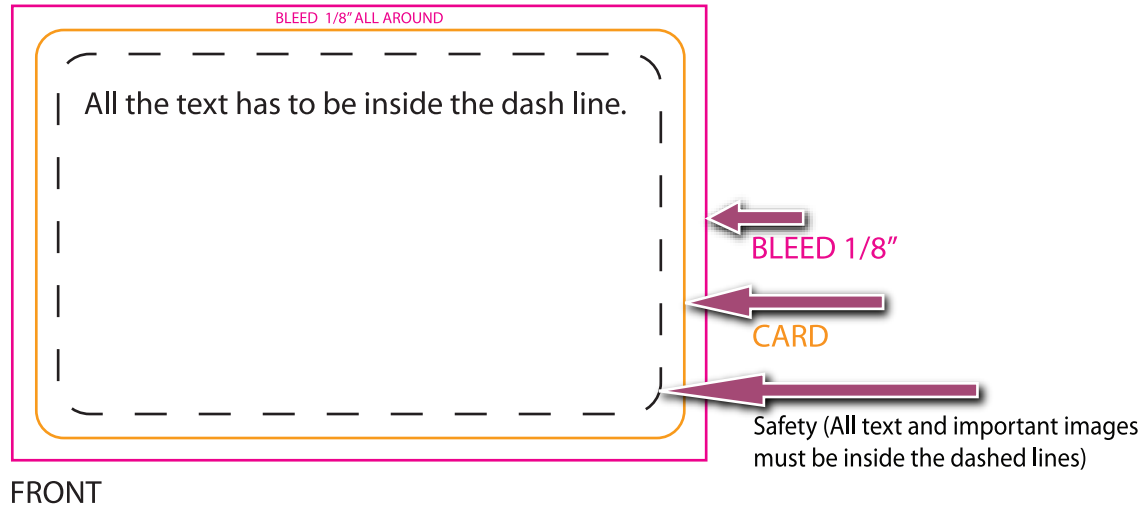 BLEED 1/8" ALL AROUND
All the text has to be inside the dash line.
BLEED 1/8"
CARD
Safety (All text and important images
must be inside the dashed lines)
FRONT